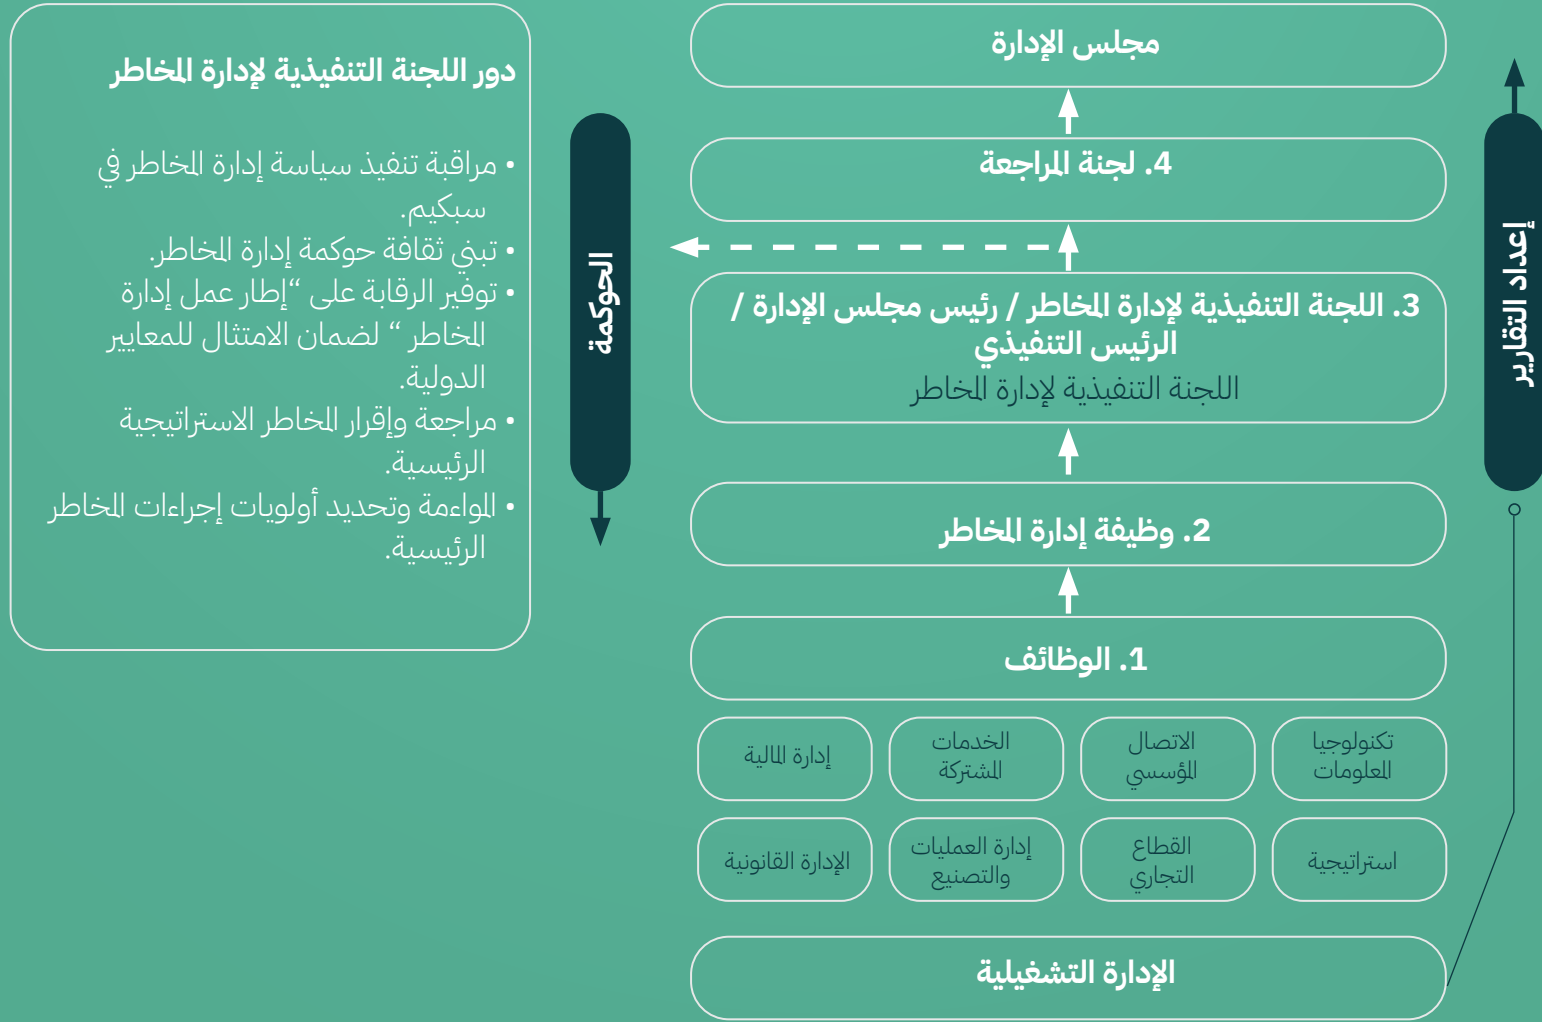 مجلس الإدارة
4. لجنة المراجعة
3. اللجنة التنفيذية لإدارة المخاطر / رئيس مجلس الإدارة /
الرئيس التنفيذي
اللجنة التنفيذية لإدارة المخاطر
2. وظيفة إدارة المخاطر
1. الوظائف
تكنولوجيا
المعلومات
الاتصال
المؤسسي
الخدمات
المشتركة
إدارة المالية
استراتيجية
القطاع
التجاري
إدارة العمليات
والتصنيع
الإدارة القانونية
الإدارة التشغيلية
إعداد التقارير
الحوكمة
دور اللجنة التنفيذية لإدارة المخاطر
• مراقبة تنفيذ سياسة إدارة المخاطر في
سبكيم.
• تبني ثقافة حوكمة إدارة المخاطر.
• توفير الرقابة على “إطار عمل إدارة
المخاطر “ لضمان الامتثال للمعايير
الدولية.
• مراجعة وإقرار المخاطر الاستراتيجية
الرئيسية.
• المواءمة وتحديد أولويات إجراءات المخاطر
الرئيسية.